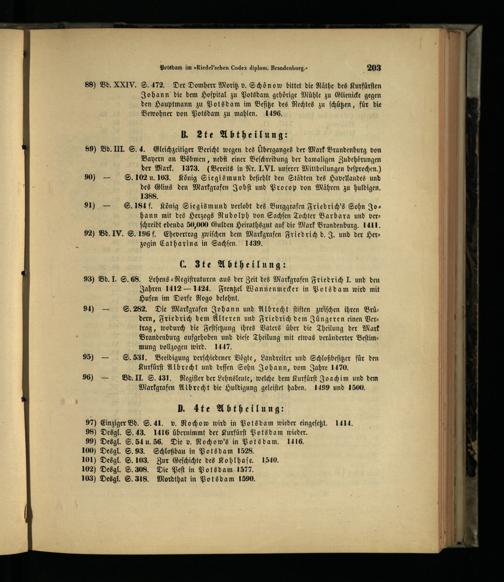 Potsdam im »Riedel'schen Codex diplom. Brandenburg.« 203
88) Bd. XXIV. S. 472. Der Domherr Moritz v. Schönow bittet die Räthe des Kurfürsten
Johann die dem Hospital zu Potsdam gehörige Mühle zu Glienicke gegen
den Hauptmann zu Potsdam im Besitze des Rechtes zu schützen, für die
Bewohner von Potsdam zu mahlen. 1496.
B. 2te Abtheilung:
89) Bd. III. S. 4. Gleichzeitiger Bericht wegen des Überganges der Mark Brandenburg von
Bayern an Böhmen, nebst einer Beschreibung der damaligen Zubehörungen
der Mark. 1373. (Bereits in Nr. LVI. unserer Mittheilungen besprochen.)
90) — S. 102 u. 103. König Siegismund befiehlt den Städten des Havellandes und
des Glins den Markgrafen Jobst und Procop von Mähren zu huldigen.
1388.
91) — S. 184 f. König Siegismund verlobt des Burggrafen Friedrich's Sohn Jo-
hann mit des Herzogs Rudolph von Sachsen Tochter Barbara und ver-
schreibt ebenda 50,000 Gulden Heirathsgut auf die Mark Brandenburg. 1411.
92) Bd. IV. S. 196 f. Ehevertrag zwischen dem Markgrafen Friedrich d. J. und der Her-
zogin Catharina in Sachsen. 1439.
C. 3te Abtheilung:
93) Bd. I. S. 68. Lehens-Registraturen aus der Zeit des Markgrafen Friedrich I. und den
Jahren 1412—1424. Frentzel Wannenmecker in Potsdam wird mit
Hufen im Dorfe Rogo belehnt.
94) — S. 282. Die Markgrafen Johann und Albrecht stiften zwischen ihren Brü-
dern, Friedrich dem Älteren und Friedrich dem Jüngeren einen Ver-
trag, wodurch die Festsetzung ihres Vaters über die Theilung der Mark
Brandenburg aufgehoben und diese Theilung mit etwas veränderter Bestim-
mung vollzogen wird. 1447.
95) — S. 531. Beeidigung verschiedener Vögte, Landreiter und Schloßbesitzer für den
Kurfürst Albrecht und dessen Sohn Johann, vom Jahre 1470.
96) — Bd. II. S. 431. Register der Lehnsleute, welche dem Kurfürst Joachim und dem
Markgrafen Albrecht die Huldigung geleistet haben. 1499 und 1500.
D. 4te Abtheilung:
97) Einziger Bd. S. 41. v. Rochow wird in Potsdam wieder eingesetzt. 1414.
98) Desgl. S. 43. 1416 übernimmt der Kurfürst Potsdam wieder.
99) Desgl. S. 54 u. 56. Die v. Rochow's in Potsdam. 1416.
100) Desgl. S. 93. Schloßbau in Potsdam 1528.
101) Desgl. S. 103. Zur Geschichte des Kohlhase. 1540.
102) Desgl. S. 308. Die Pest in Potsdam 1577.
103) Desgl. S. 318. Mordthat in Potsdam 1590.